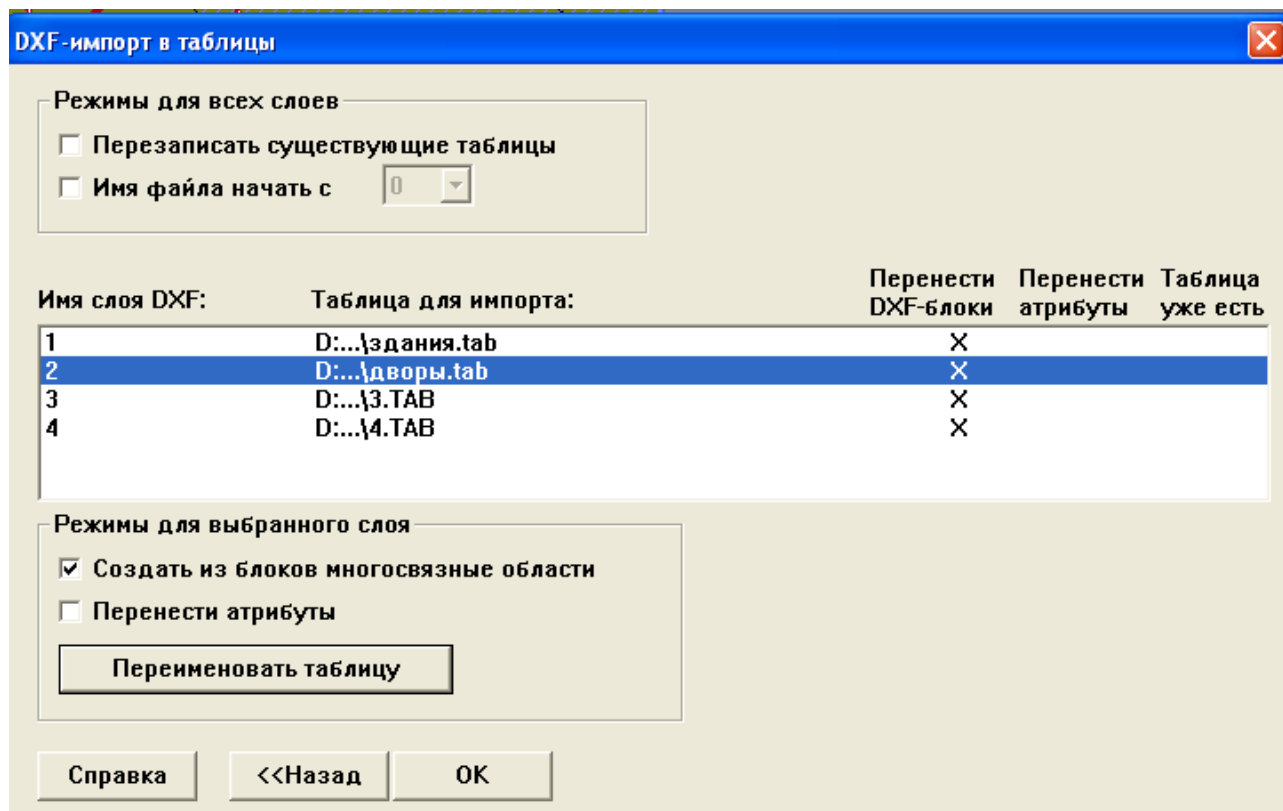 DXF-импорт в таблицы
Режимы для всех слоев
Перезаписать существующие таблицы
Имя файла начать с 0
Имя слоя DXF: Таблица для импорта: Перенести DXF-блоки Перенести атрибуты Таблица уже есть
1 D:...\здания.tab X
2 D:...\дворы.tab X
3 D:...\3.TAB X
4 D:...\4.TAB X
Режимы для выбранного слоя
Создать из блоков многосвязные области
Перенести атрибуты
Переименовать таблицу
Справка <<Назад OK